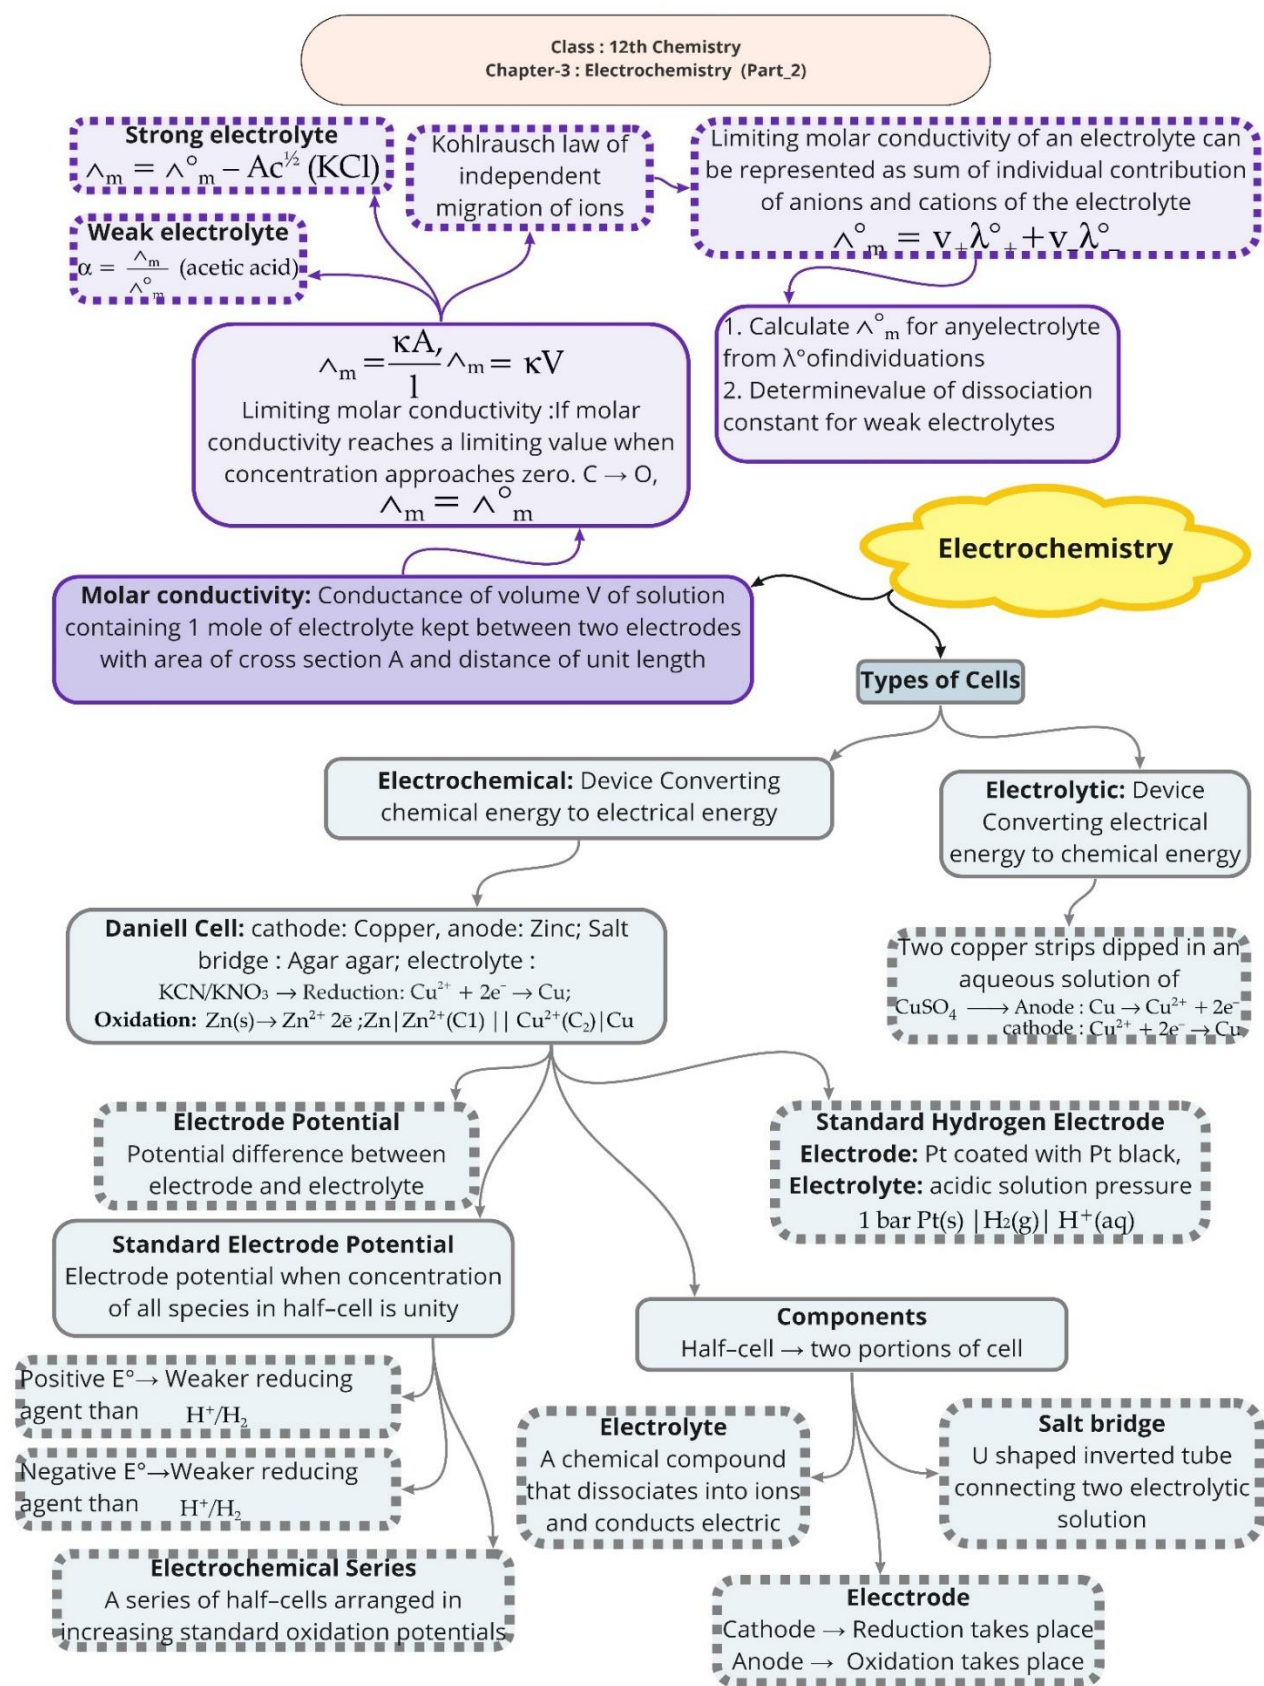 Class : 12th Chemistry
Chapter-3 : Electrochemistry (Part_2)
Strong electrolyte
∧m = ∧°m – Ac½ (KCl)
Weak electrolyte
α = ∧m / ∧°m (acetic acid)
Kohlrausch law of
independent
migration of ions
Limiting molar conductivity of an electrolyte can
be represented as sum of individual contribution
of anions and cations of the electrolyte
∧°m = v₊λ°₊ + v₋λ°₋
1. Calculate ∧°m for anyelectrolyte
from λ°ofindividuations
2. Determinevalue of dissociation
constant for weak electrolytes
∧m = κA, / l ∧m = κV
Limiting molar conductivity :If molar
conductivity reaches a limiting value when
concentration approaches zero. C → O,
∧m = ∧°m
Electrochemistry
Molar conductivity: Conductance of volume V of solution
containing 1 mole of electrolyte kept between two electrodes
with area of cross section A and distance of unit length
Types of Cells
Electrochemical: Device Converting
chemical energy to electrical energy
Electrolytic: Device
Converting electrical
energy to chemical energy
Daniell Cell: cathode: Copper, anode: Zinc; Salt
bridge : Agar agar; electrolyte :
KCN/KNO₃ → Reduction: Cu²⁺ + 2e⁻ → Cu;
Oxidation: Zn(s) → Zn²⁺ 2ē ;Zn|Zn²⁺(C1) || Cu²⁺(C₂)|Cu
Two copper strips dipped in an
aqueous solution of
CuSO₄ ⟶ Anode : Cu → Cu²⁺ + 2e⁻
cathode : Cu²⁺ + 2e⁻ → Cu
Electrode Potential
Potential difference between
electrode and electrolyte
Standard Hydrogen Electrode
Electrode: Pt coated with Pt black,
Electrolyte: acidic solution pressure
1 bar Pt(s) |H₂(g)| H⁺(aq)
Standard Electrode Potential
Electrode potential when concentration
of all species in half–cell is unity
Components
Half–cell → two portions of cell
Positive E°→ Weaker reducing
agent than H⁺/H₂
Negative E°→Weaker reducing
agent than H⁺/H₂
Electrochemical Series
A series of half–cells arranged in
increasing standard oxidation potentials
Electrolyte
A chemical compound
that dissociates into ions
and conducts electric
Salt bridge
U shaped inverted tube
connecting two electrolytic
solution
Elecctrode
Cathode → Reduction takes place
Anode → Oxidation takes place